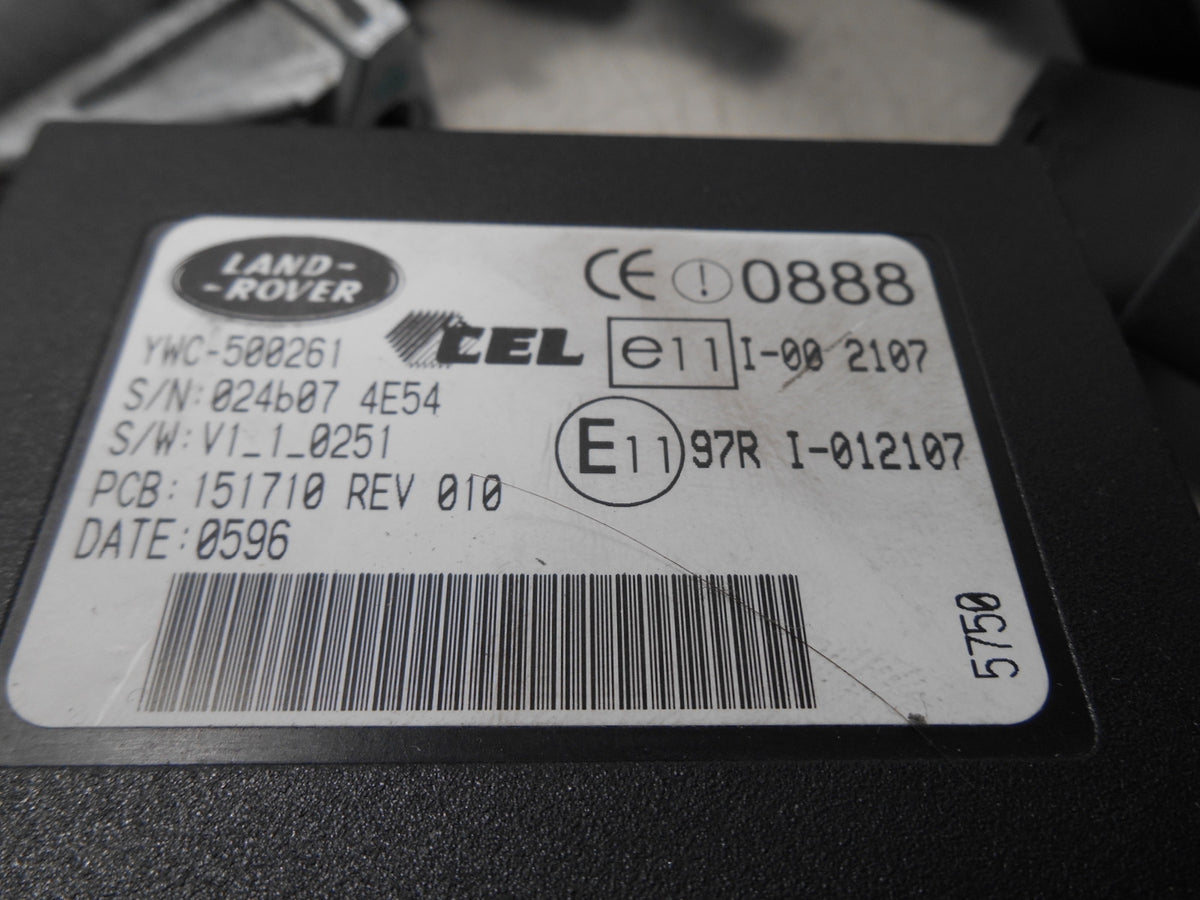 LAND-
-ROVER
CE ! 0888
YWC-500261
CEL
e11 I-00 2107
S/N: 024b07 4E54
S/W: V1_1_0251
E11 97R I-012107
PCB: 151710 REV 010
DATE: 0596
5750